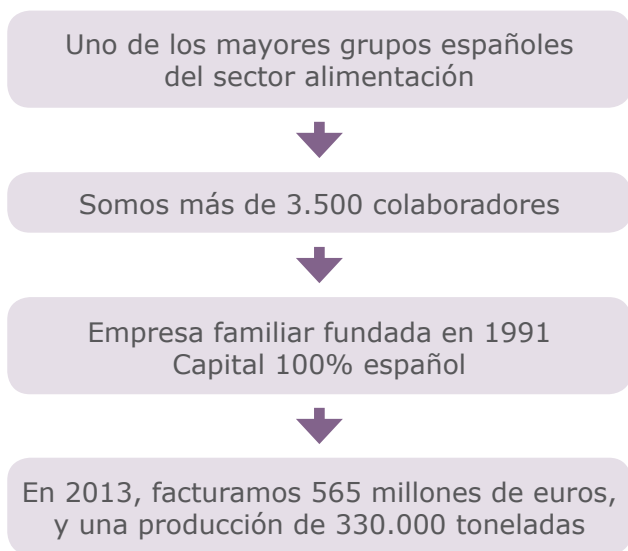 Uno de los mayores grupos españoles
del sector alimentación
Somos más de 3.500 colaboradores
Empresa familiar fundada en 1991
Capital 100% español
En 2013, facturamos 565 millones de euros,
y una producción de 330.000 toneladas